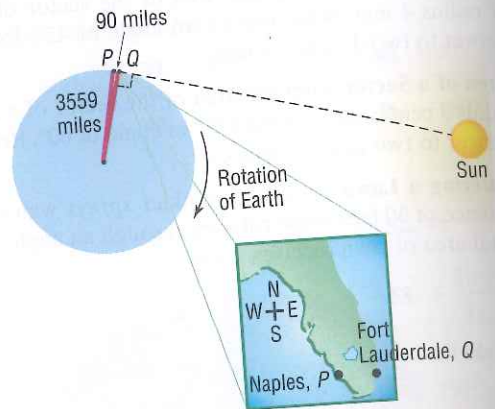 90 miles
P Q
3559
miles
Sun
Rotation
of Earth
N
W E
S
Fort
Lauderdale, Q
Naples, P